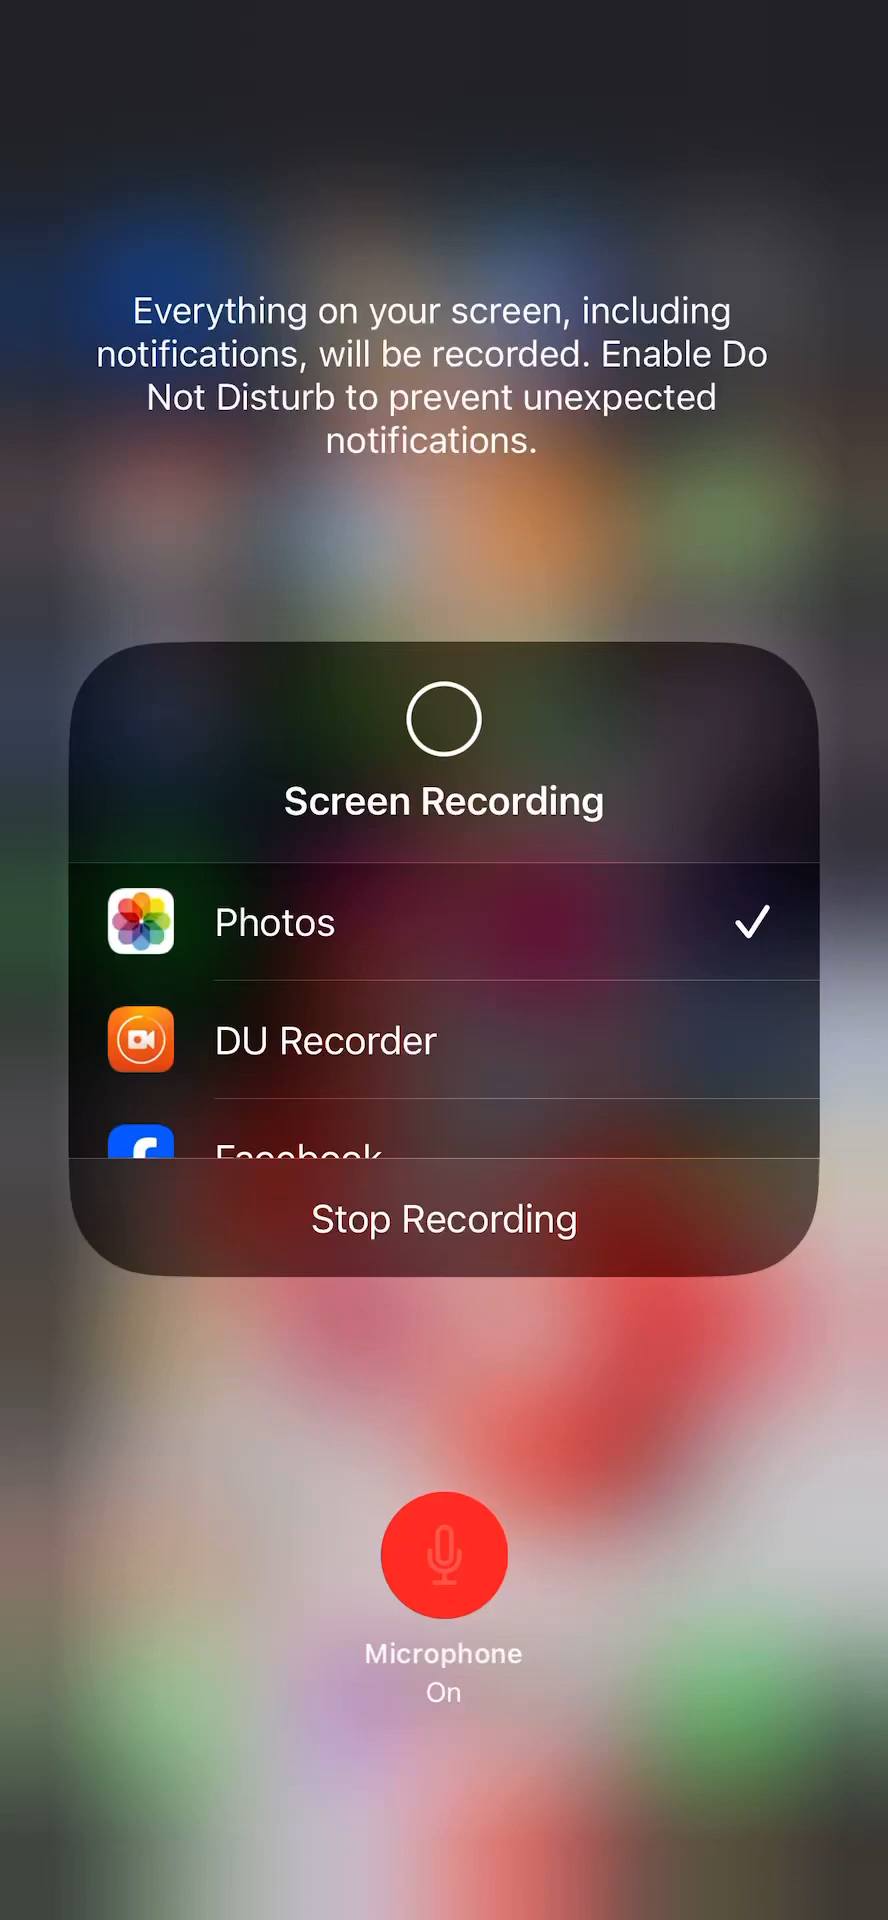 Everything on your screen, including
notifications, will be recorded. Enable Do
Not Disturb to prevent unexpected
notifications.
Screen Recording
Photos
DU Recorder
Facebook
Stop Recording
Microphone
On